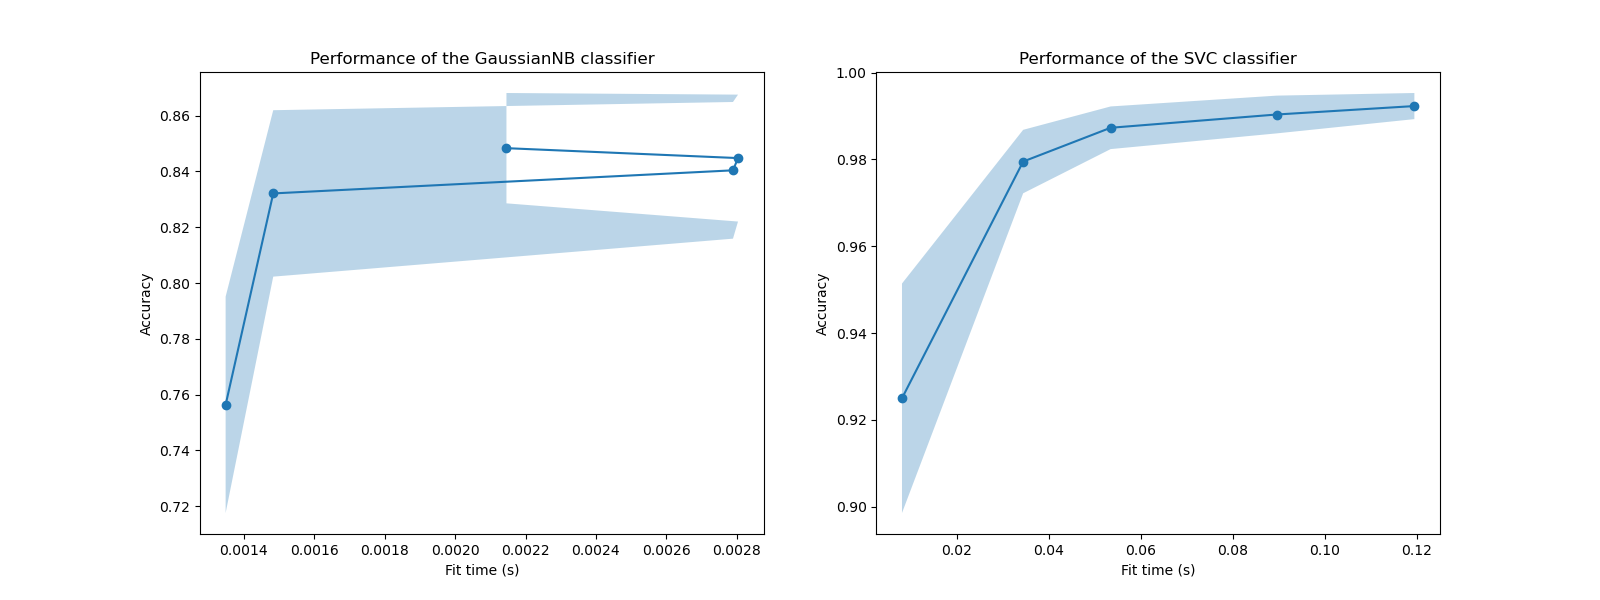 Performance of the GaussianNB classifier
Accuracy
0.86
0.84
0.82
0.80
0.78
0.76
0.74
0.72
0.0014 0.0016 0.0018 0.0020 0.0022 0.0024 0.0026 0.0028
Fit time (s)
Performance of the SVC classifier
Accuracy
1.00
0.98
0.96
0.94
0.92
0.90
0.02 0.04 0.06 0.08 0.10 0.12
Fit time (s)